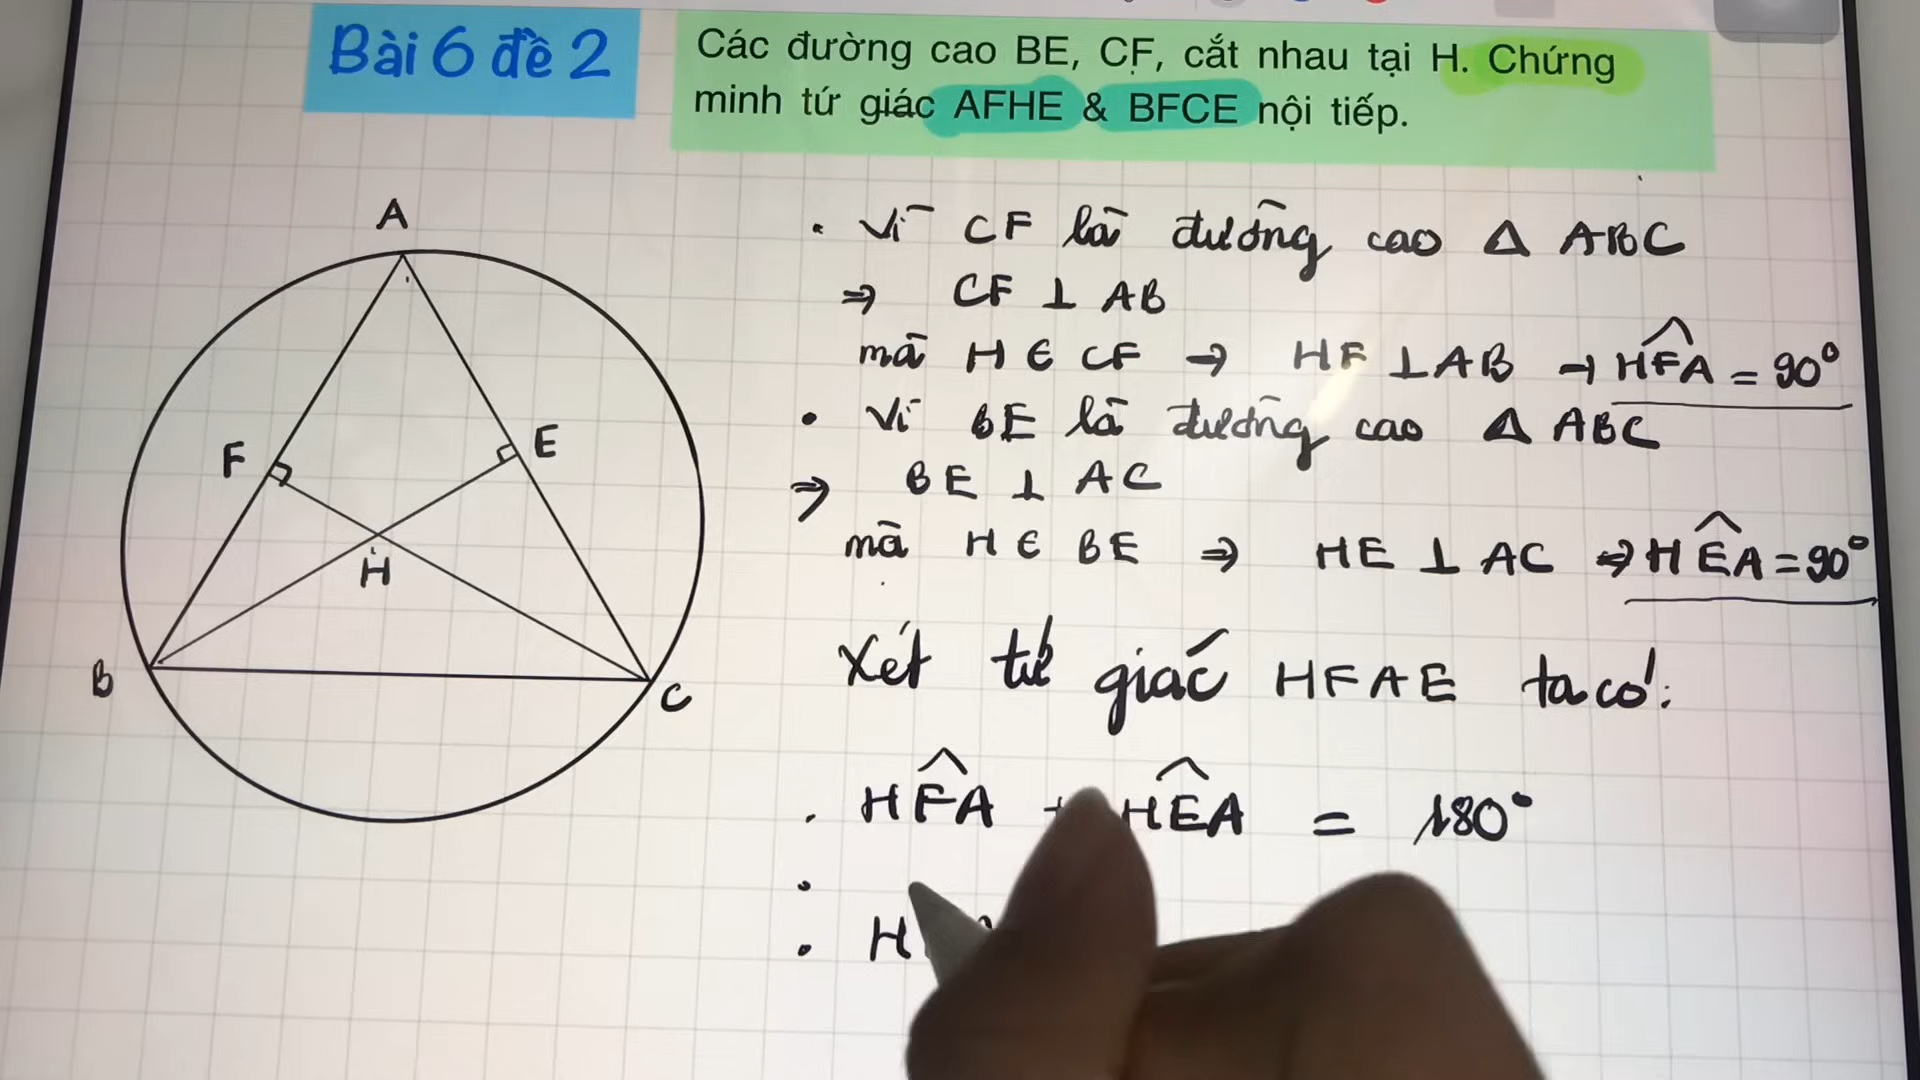 Bài 6 đề 2
Các đường cao BE, CF, cắt nhau tại H. Chứng
minh tứ giác AFHE & BFCE nội tiếp.
A
F
E
H
B
C
. Vì CF là đường cao Δ ABC
⇒ CF ⊥ AB
mà H ∈ CF → HF ⊥ AB → HFA = 90°
• Vì BE là đường cao Δ ABC
⇒ BE ⊥ AC
mà H ∈ BE ⇒ HE ⊥ AC ⇒ HEA = 90°
Xét tứ giác HFAE ta có:
. HFA + HEA = 180°
•
. H